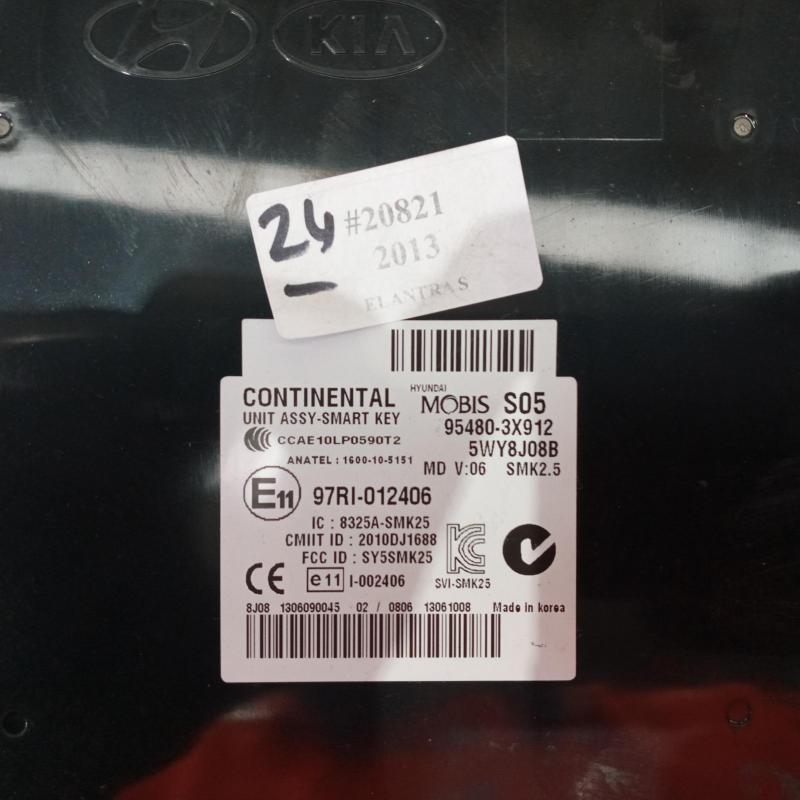 KIA
24
#20821
2013
ELANTRA S
CONTINENTAL HYUNDAI MOBIS S05
UNIT ASSY-SMART KEY 95480-3X912
CCAE10LP0590T2 5WY8J08B
ANATEL : 1600-10-5151 MD V:06 SMK2.5
E11 97RI-012406
IC : 8325A-SMK25
CMIIT ID : 2010DJ1688
FCC ID : SY5SMK25
CE e11 I-002406 SVI-SMK25
8J08 1306090045 02 / 0806 13061008 Made in korea